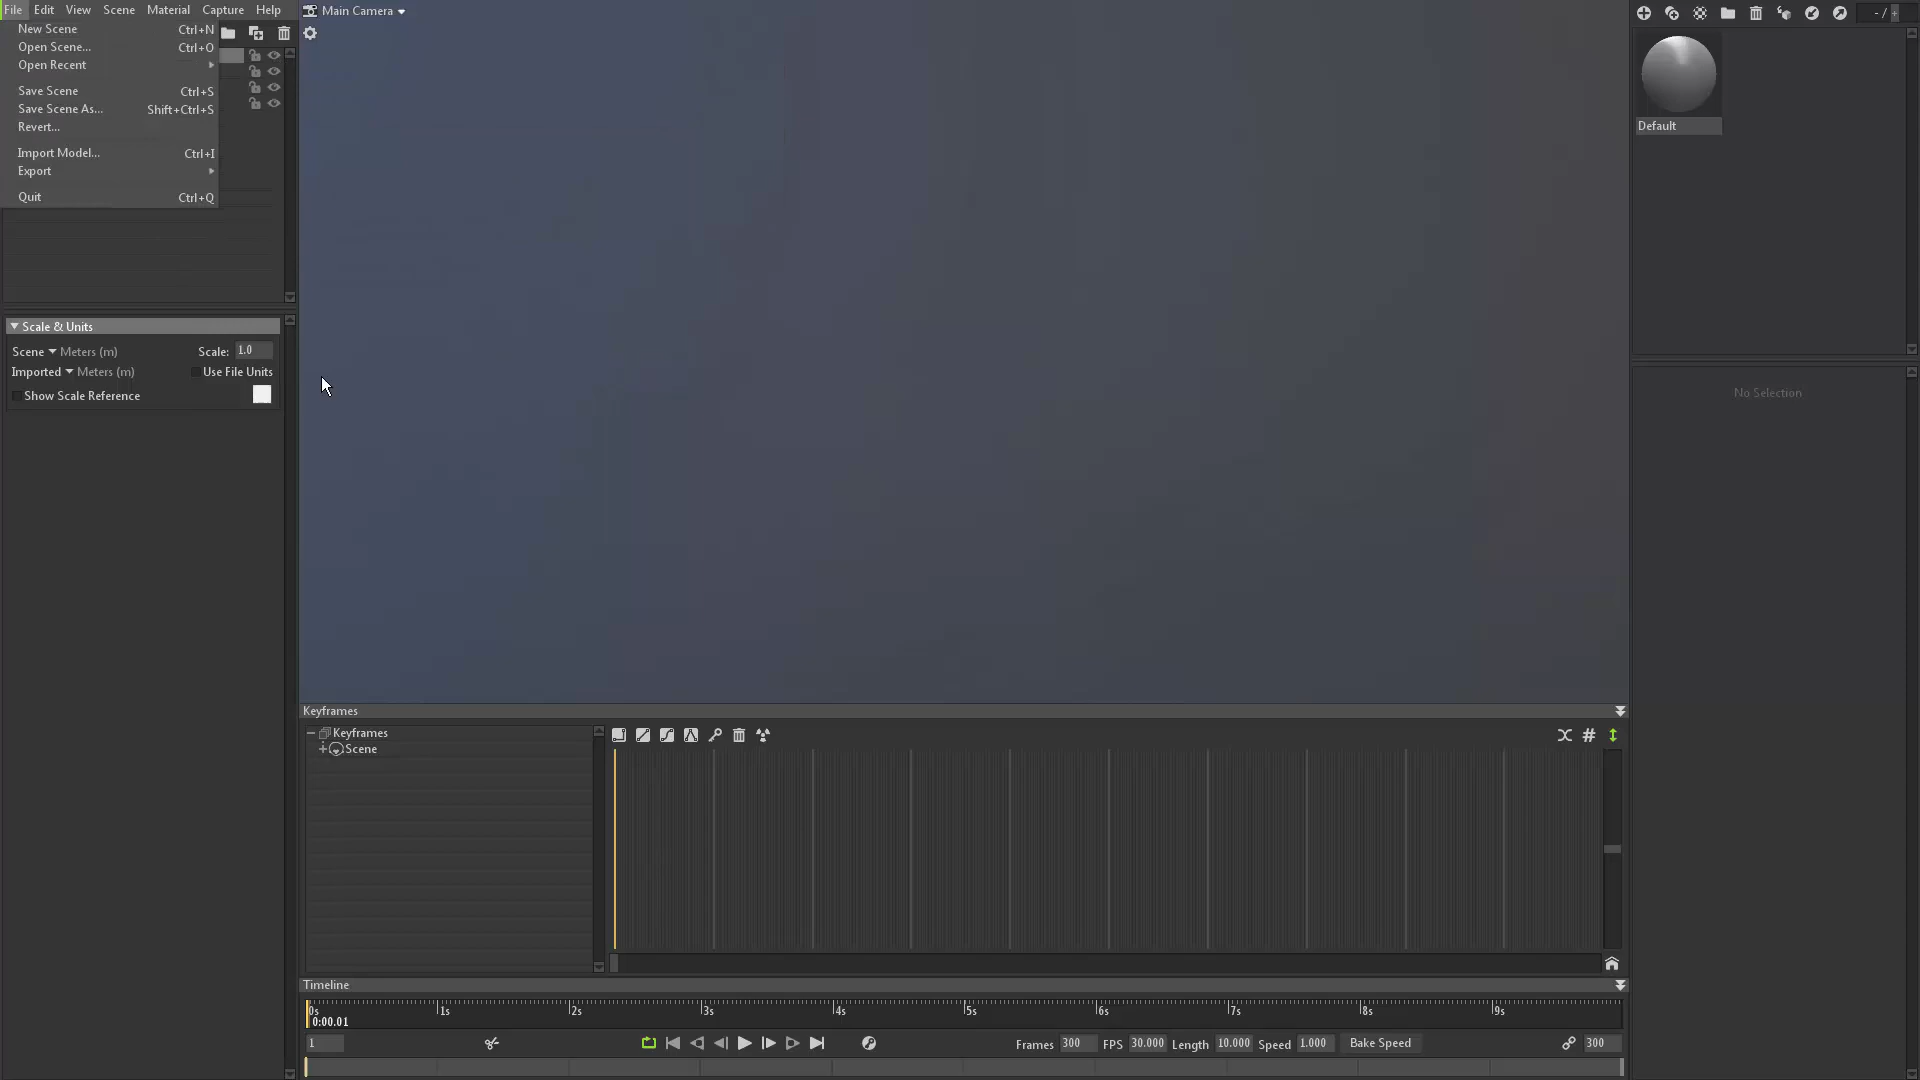 File Edit View Scene Material Capture Help
New Scene Ctrl+N
Open Scene... Ctrl+O
Open Recent
Save Scene Ctrl+S
Save Scene As... Shift+Ctrl+S
Revert...
Import Model... Ctrl+I
Export
Quit Ctrl+Q
Scale & Units
Scene Meters (m) Scale: 1.0
Imported Meters (m) Use File Units
Show Scale Reference
Main Camera
Default
No Selection
Keyframes
Keyframes
Scene
Timeline
0s 1s 2s 3s 4s 5s 6s 7s 8s 9s
0:00.01
1 Frames 300 FPS 30.000 Length 10.000 Speed 1.000 Bake Speed 300